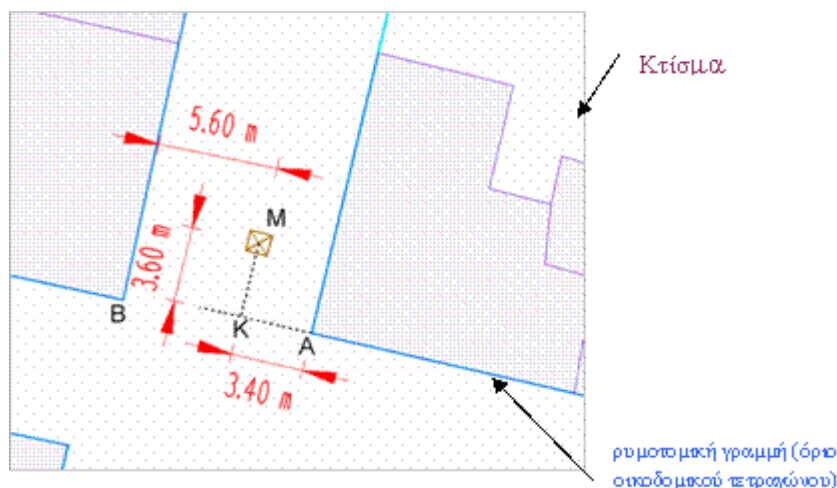 Κτίσμα
5.60 m
M
3.60 m
B
K
A
3.40 m
ρυμοτομική γραμμή (όριο
οικοδομικού τετραγώνου)